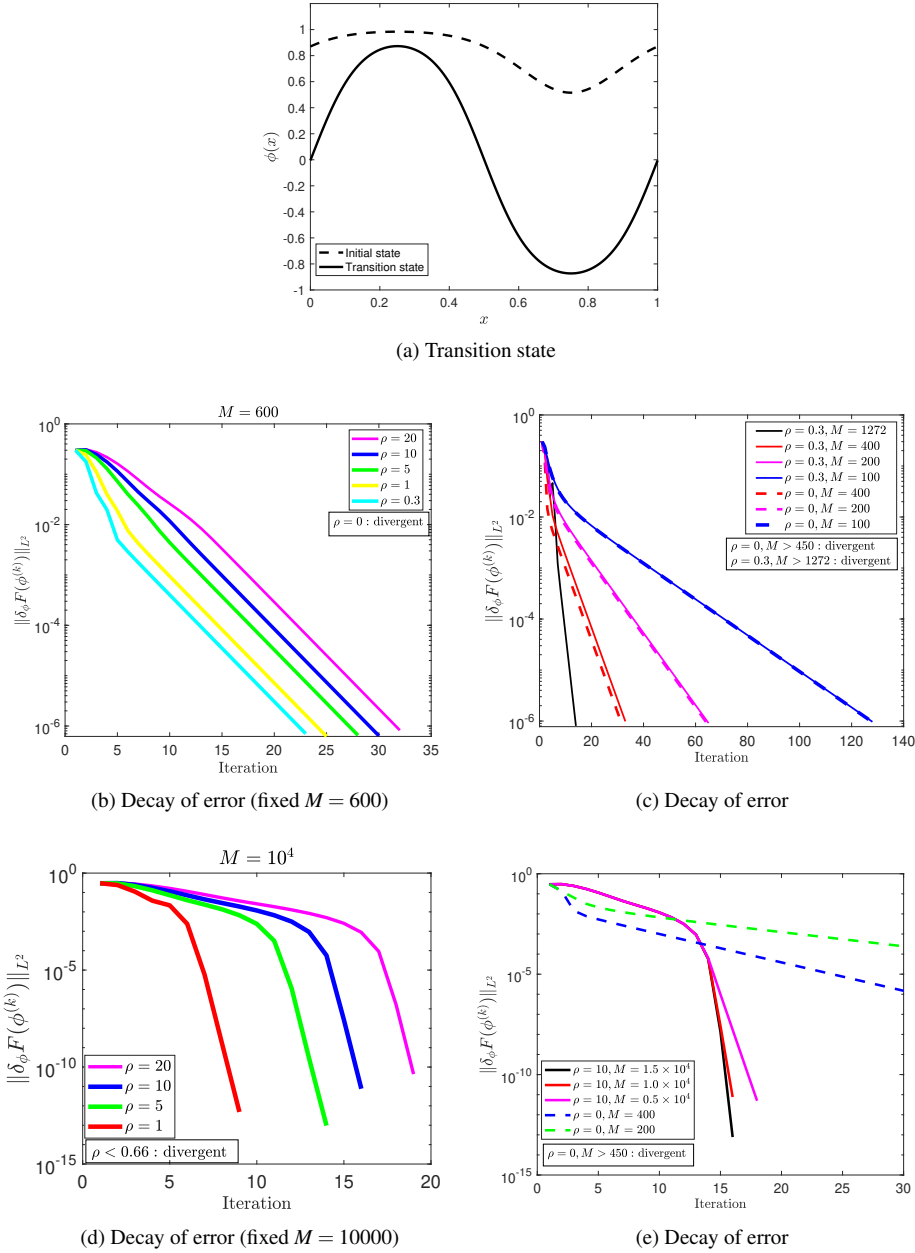 1
0.8
0.6
0.4
0.2
0
-0.2
-0.4
-0.6
-0.8
-1
ϕ(x)
Initial state
Transition state
0 0.2 0.4 0.6 0.8 1
x
(a) Transition state
M = 600
10^0
10^-2
10^-4
10^-6
||δ_ϕ F(ϕ^(k))||_L²
ρ = 20
ρ = 10
ρ = 5
ρ = 1
ρ = 0.3
ρ = 0 : divergent
0 5 10 15 20 25 30 35
Iteration
(b) Decay of error (fixed M = 600)
10^0
10^-2
10^-4
10^-6
||δ_ϕ F(ϕ^(k))||_L²
ρ = 0.3, M = 1272
ρ = 0.3, M = 400
ρ = 0.3, M = 200
ρ = 0.3, M = 100
ρ = 0, M = 400
ρ = 0, M = 200
ρ = 0, M = 100
ρ = 0, M > 450 : divergent
ρ = 0.3, M > 1272 : divergent
0 20 40 60 80 100 120 140
Iteration
(c) Decay of error
M = 10^4
10^0
10^-5
10^-10
10^-15
||δ_ϕ F(ϕ^(k))||_L²
ρ = 20
ρ = 10
ρ = 5
ρ = 1
ρ < 0.66 : divergent
0 5 10 15 20
Iteration
(d) Decay of error (fixed M = 10000)
10^0
10^-5
10^-10
10^-15
||δ_ϕ F(ϕ^(k))||_L²
ρ = 10, M = 1.5 × 10^4
ρ = 10, M = 1.0 × 10^4
ρ = 10, M = 0.5 × 10^4
ρ = 0, M = 400
ρ = 0, M = 200
ρ = 0, M > 450 : divergent
0 5 10 15 20 25 30
Iteration
(e) Decay of error